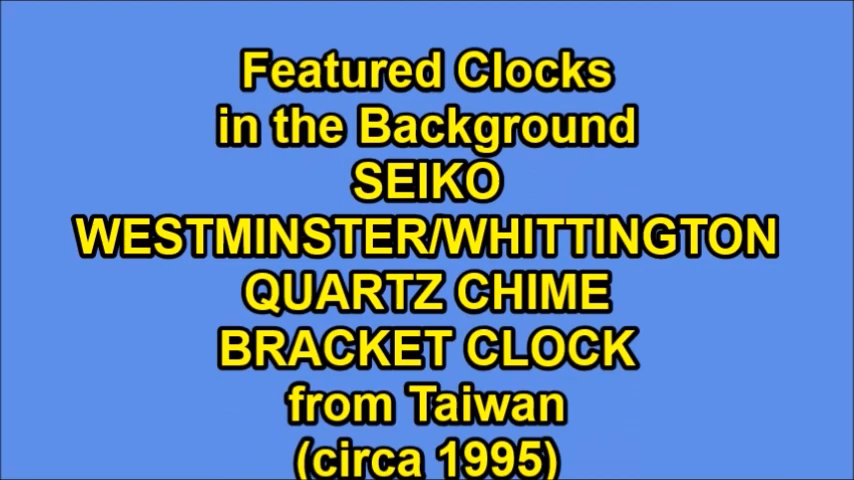 Featured Clocks
in the Background
SEIKO
WESTMINSTER/WHITTINGTON
QUARTZ CHIME
BRACKET CLOCK
from Taiwan
(circa 1995)